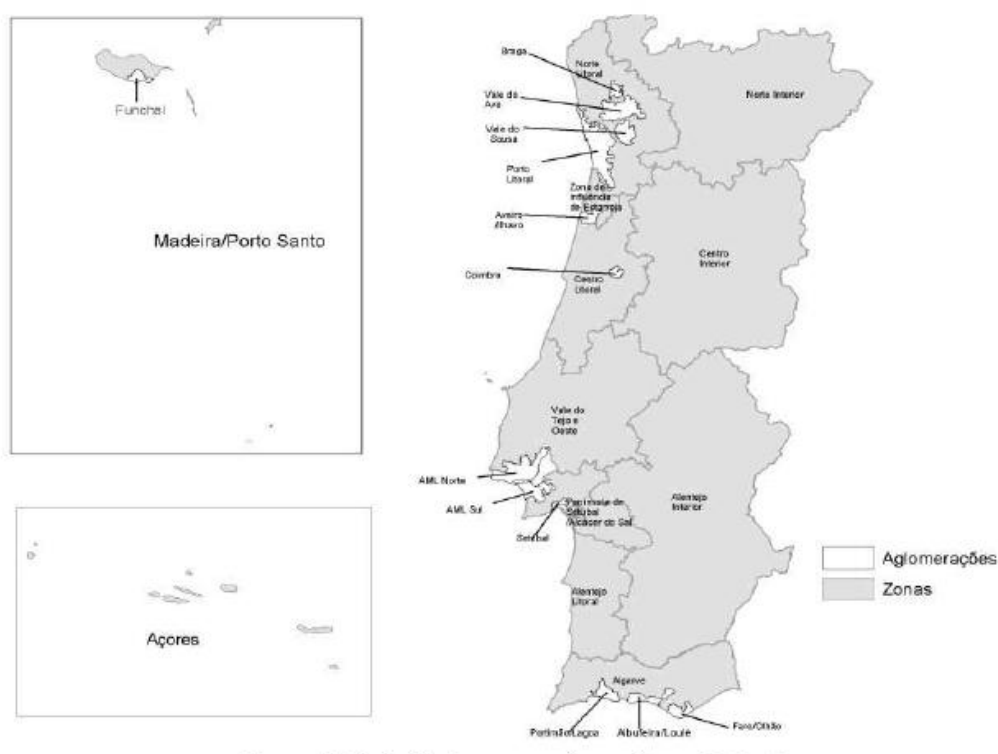 Funchal
Madeira/Porto Santo
Açores
Braga
Norte
Litoral
Norte Interior
Vale do
Ave
Vale do
Sousa
Porto
Litoral
Zona de
Influência
de Estarreja
Aveiro
/Ílhavo
Centro
Interior
Coimbra
Centro
Litoral
Vale do
Tejo e
Oeste
AML Norte
AML Sul
Península de
Setúbal
/Alcácer do Sal
Setúbal
Alentejo
Interior
Alentejo
Litoral
Aglomerações
Zonas
Algarve
Portimão/Lagoa
Albufeira/Loulé
Faro/Olhão